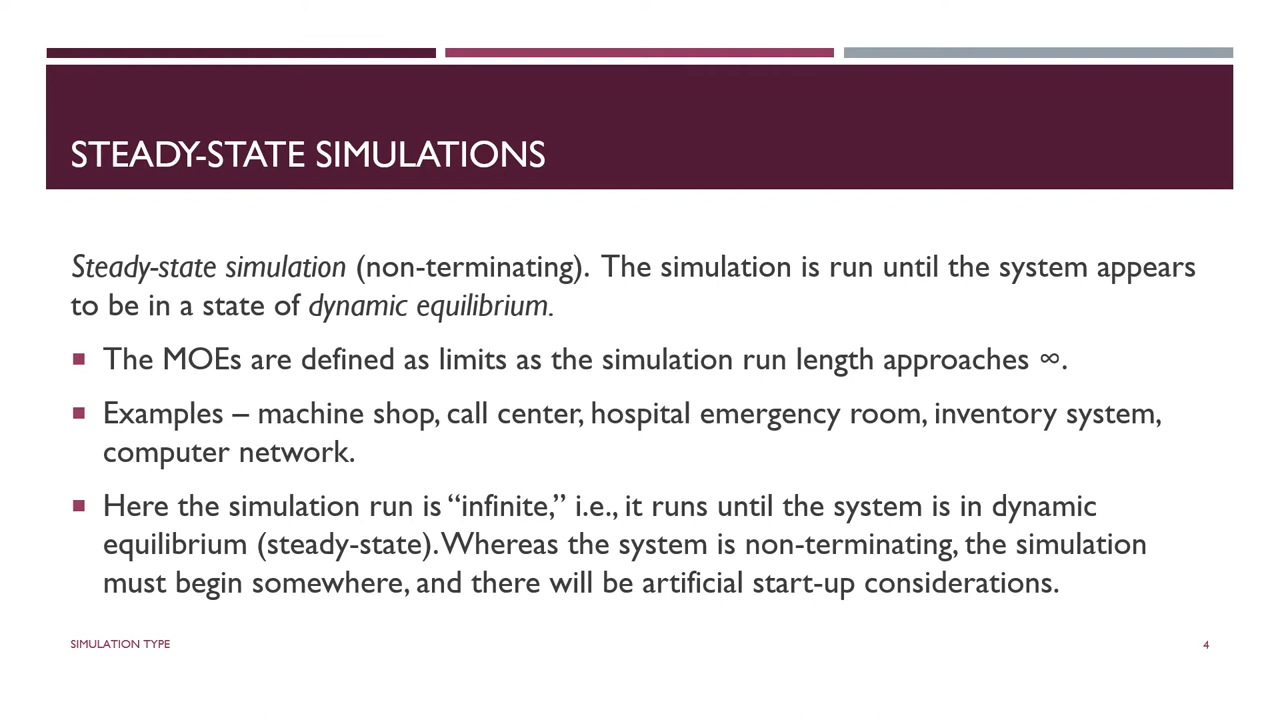 STEADY-STATE SIMULATIONS
Steady-state simulation (non-terminating). The simulation is run until the system appears
to be in a state of dynamic equilibrium.
■ The MOEs are defined as limits as the simulation run length approaches ∞.
■ Examples – machine shop, call center, hospital emergency room, inventory system,
computer network.
■ Here the simulation run is “infinite,” i.e., it runs until the system is in dynamic
equilibrium (steady-state). Whereas the system is non-terminating, the simulation
must begin somewhere, and there will be artificial start-up considerations.
SIMULATION TYPE
4